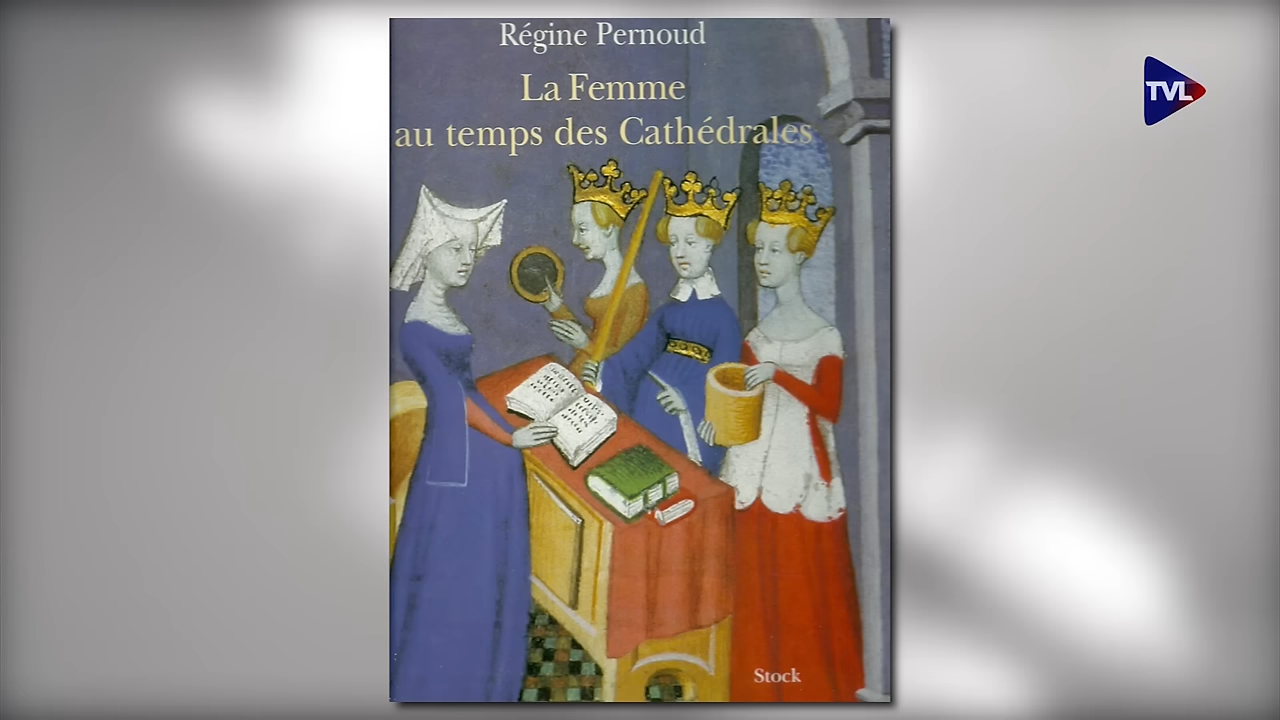 Régine Pernoud
La Femme
au temps des Cathédrales
TVL
Stock